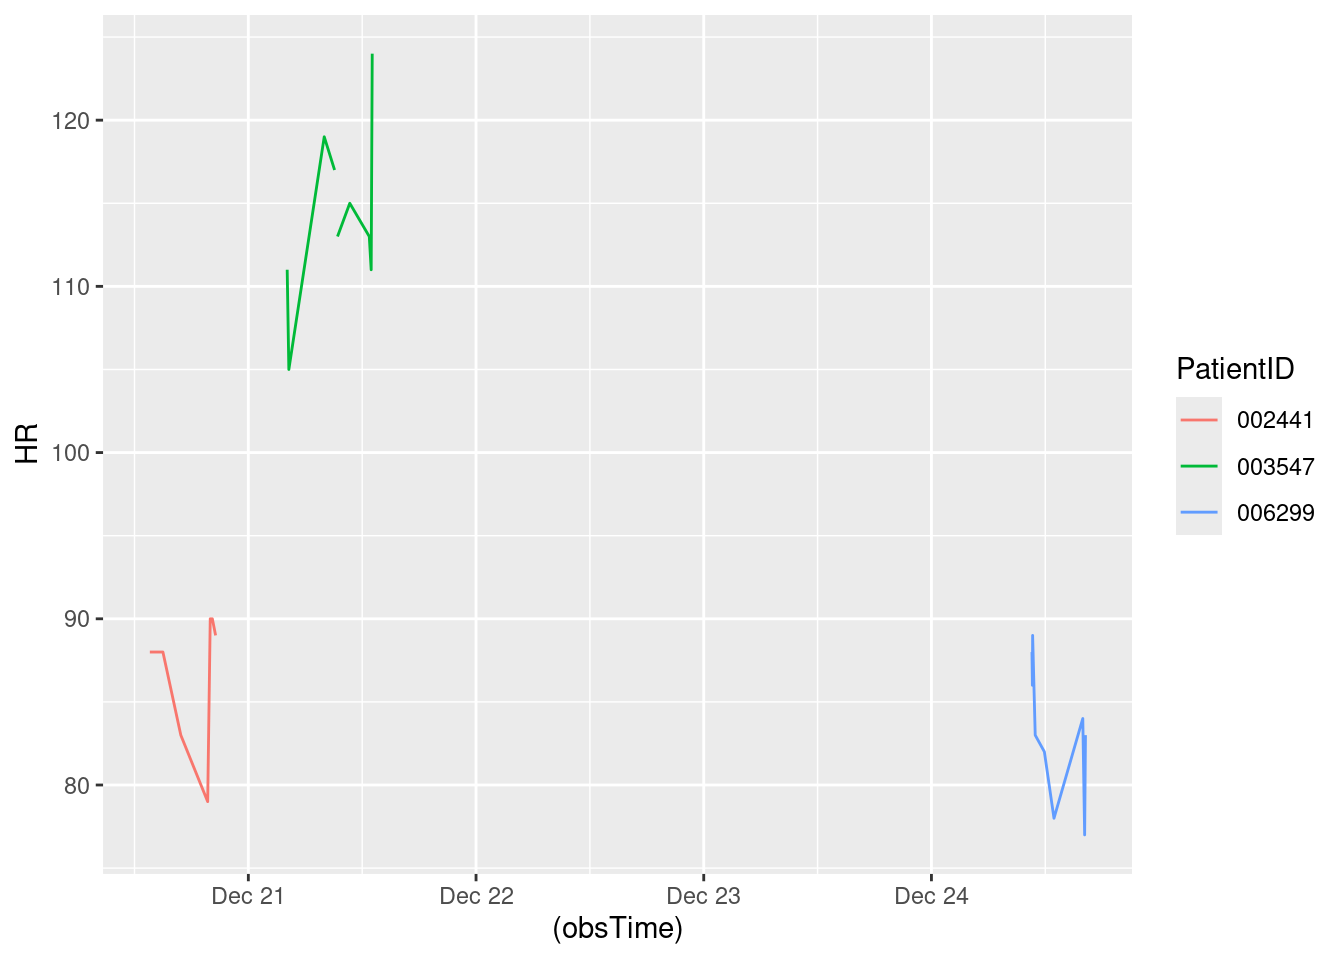 120
110
100
90
80
HR
Dec 21
Dec 22
Dec 23
Dec 24
(obsTime)
PatientID
002441
003547
006299